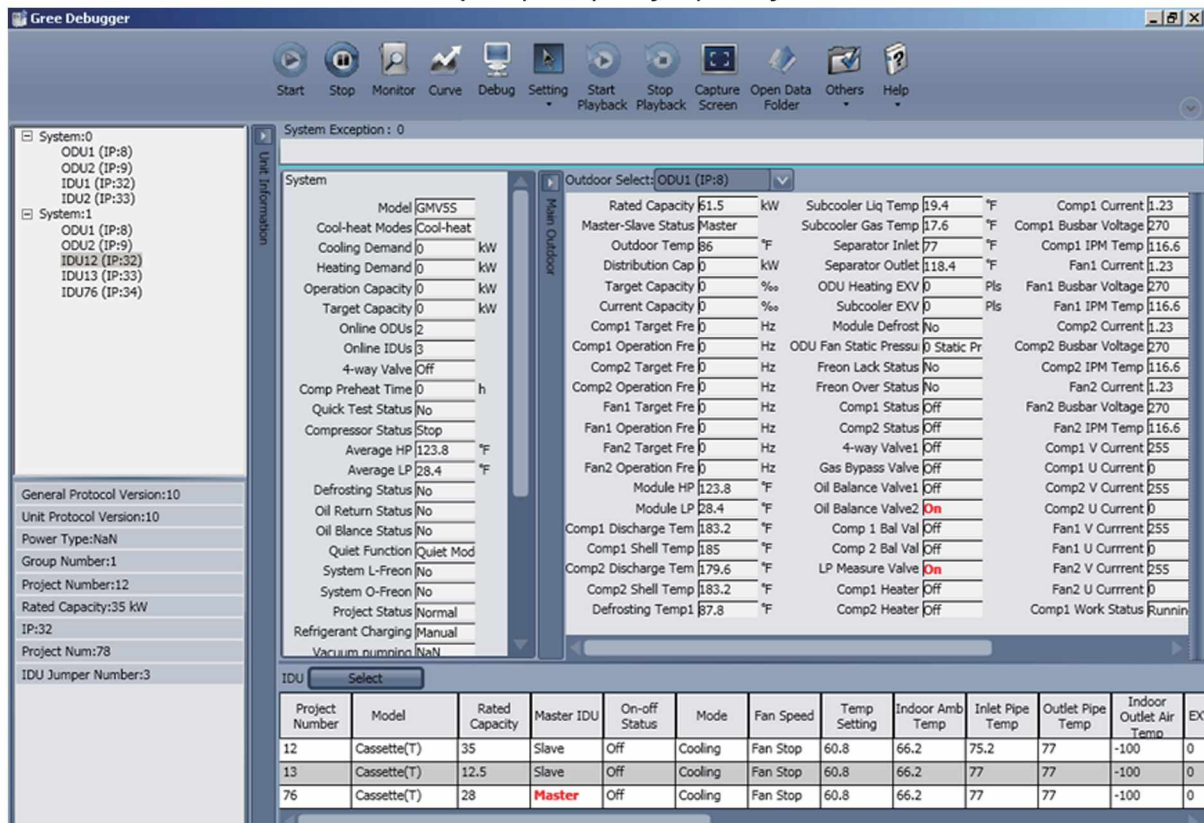 Gree Debugger
Start Stop Monitor Curve Debug Setting Start Playback Stop Playback Capture Screen Open Data Folder Others Help
System:0
ODU1 (IP:8)
ODU2 (IP:9)
IDU1 (IP:32)
IDU2 (IP:33)
System:1
ODU1 (IP:8)
ODU2 (IP:9)
IDU12 (IP:32)
IDU13 (IP:33)
IDU76 (IP:34)
General Protocol Version:10
Unit Protocol Version:10
Power Type:NaN
Group Number:1
Project Number:12
Rated Capacity:35 kW
IP:32
Project Num:78
IDU Jumper Number:3
Unit Information
System Exception : 0
System
Model GMV5S
Cool-heat Modes Cool-heat
Cooling Demand 0 kW
Heating Demand 0 kW
Operation Capacity 0 kW
Target Capacity 0 kW
Online ODUs 2
Online IDUs 3
4-way Valve Off
Comp Preheat Time 0 h
Quick Test Status No
Compressor Status Stop
Average HP 123.8 °F
Average LP 28.4 °F
Defrosting Status No
Oil Return Status No
Oil Blance Status No
Quiet Function Quiet Mod
System L-Freon No
System O-Freon No
Project Status Normal
Refrigerant Charging Manual
Vacuum pumping NaN
Main Outdoor
Outdoor Select: ODU1 (IP:8)
Rated Capacity 61.5 kW Subcooler Liq Temp 19.4 °F Comp1 Current 1.23
Master-Slave Status Master Subcooler Gas Temp 17.6 °F Comp1 Busbar Voltage 270
Outdoor Temp 86 °F Separator Inlet 77 °F Comp1 IPM Temp 116.6
Distribution Cap 0 kW Separator Outlet 118.4 °F Fan1 Current 1.23
Target Capacity 0 ‰ ODU Heating EXV 0 Pls Fan1 Busbar Voltage 270
Current Capacity 0 ‰ Subcooler EXV 0 Pls Fan1 IPM Temp 116.6
Comp1 Target Fre 0 Hz Module Defrost No Comp2 Current 1.23
Comp1 Operation Fre 0 Hz ODU Fan Static Pressu 0 Static Pr Comp2 Busbar Voltage 270
Comp2 Target Fre 0 Hz Freon Lack Status No Comp2 IPM Temp 116.6
Comp2 Operation Fre 0 Hz Freon Over Status No Fan2 Current 1.23
Fan1 Target Fre 0 Hz Comp1 Status Off Fan2 Busbar Voltage 270
Fan1 Operation Fre 0 Hz Comp2 Status Off Fan2 IPM Temp 116.6
Fan2 Target Fre 0 Hz 4-way Valve1 Off Comp1 V Current 255
Fan2 Operation Fre 0 Hz Gas Bypass Valve Off Comp1 U Current 0
Module HP 123.8 °F Oil Balance Valve1 Off Comp2 V Current 255
Module LP 28.4 °F Oil Balance Valve2 On Comp2 U Current 0
Comp1 Discharge Tem 183.2 °F Comp 1 Bal Val Off Fan1 V Currrent 255
Comp1 Shell Temp 185 °F Comp 2 Bal Val Off Fan1 U Currrent 0
Comp2 Discharge Tem 179.6 °F LP Measure Valve On Fan2 V Currrent 255
Comp2 Shell Temp 183.2 °F Comp1 Heater Off Fan2 U Currrent 0
Defrosting Temp1 87.8 °F Comp2 Heater Off Comp1 Work Status Runnin
IDU Select
Project Number Model Rated Capacity Master IDU On-off Status Mode Fan Speed Temp Setting Indoor Amb Temp Inlet Pipe Temp Outlet Pipe Temp Indoor Outlet Air Temp EX
12 Cassette(T) 35 Slave Off Cooling Fan Stop 60.8 66.2 75.2 77 -100 0
13 Cassette(T) 12.5 Slave Off Cooling Fan Stop 60.8 66.2 77 77 -100 0
76 Cassette(T) 28 Master Off Cooling Fan Stop 60.8 66.2 77 77 -100 0